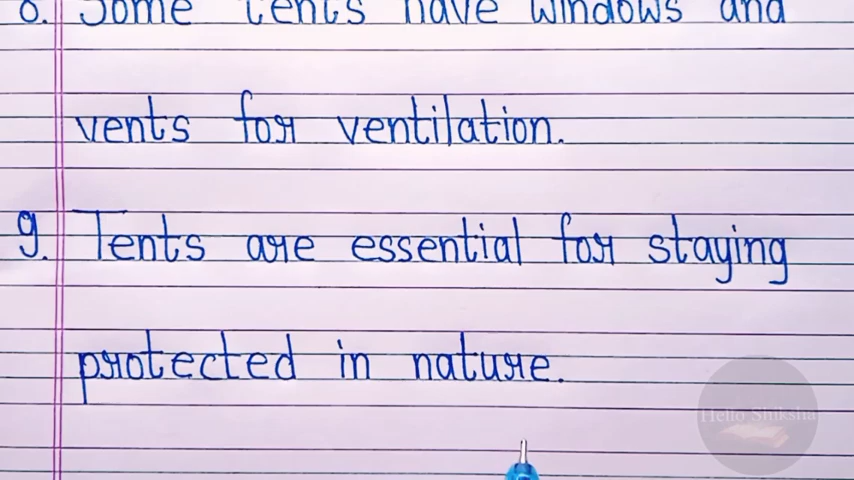 8. Some tents have windows and
vents for ventilation.
9. Tents are essential for staying
protected in nature.
Hello Shiksha